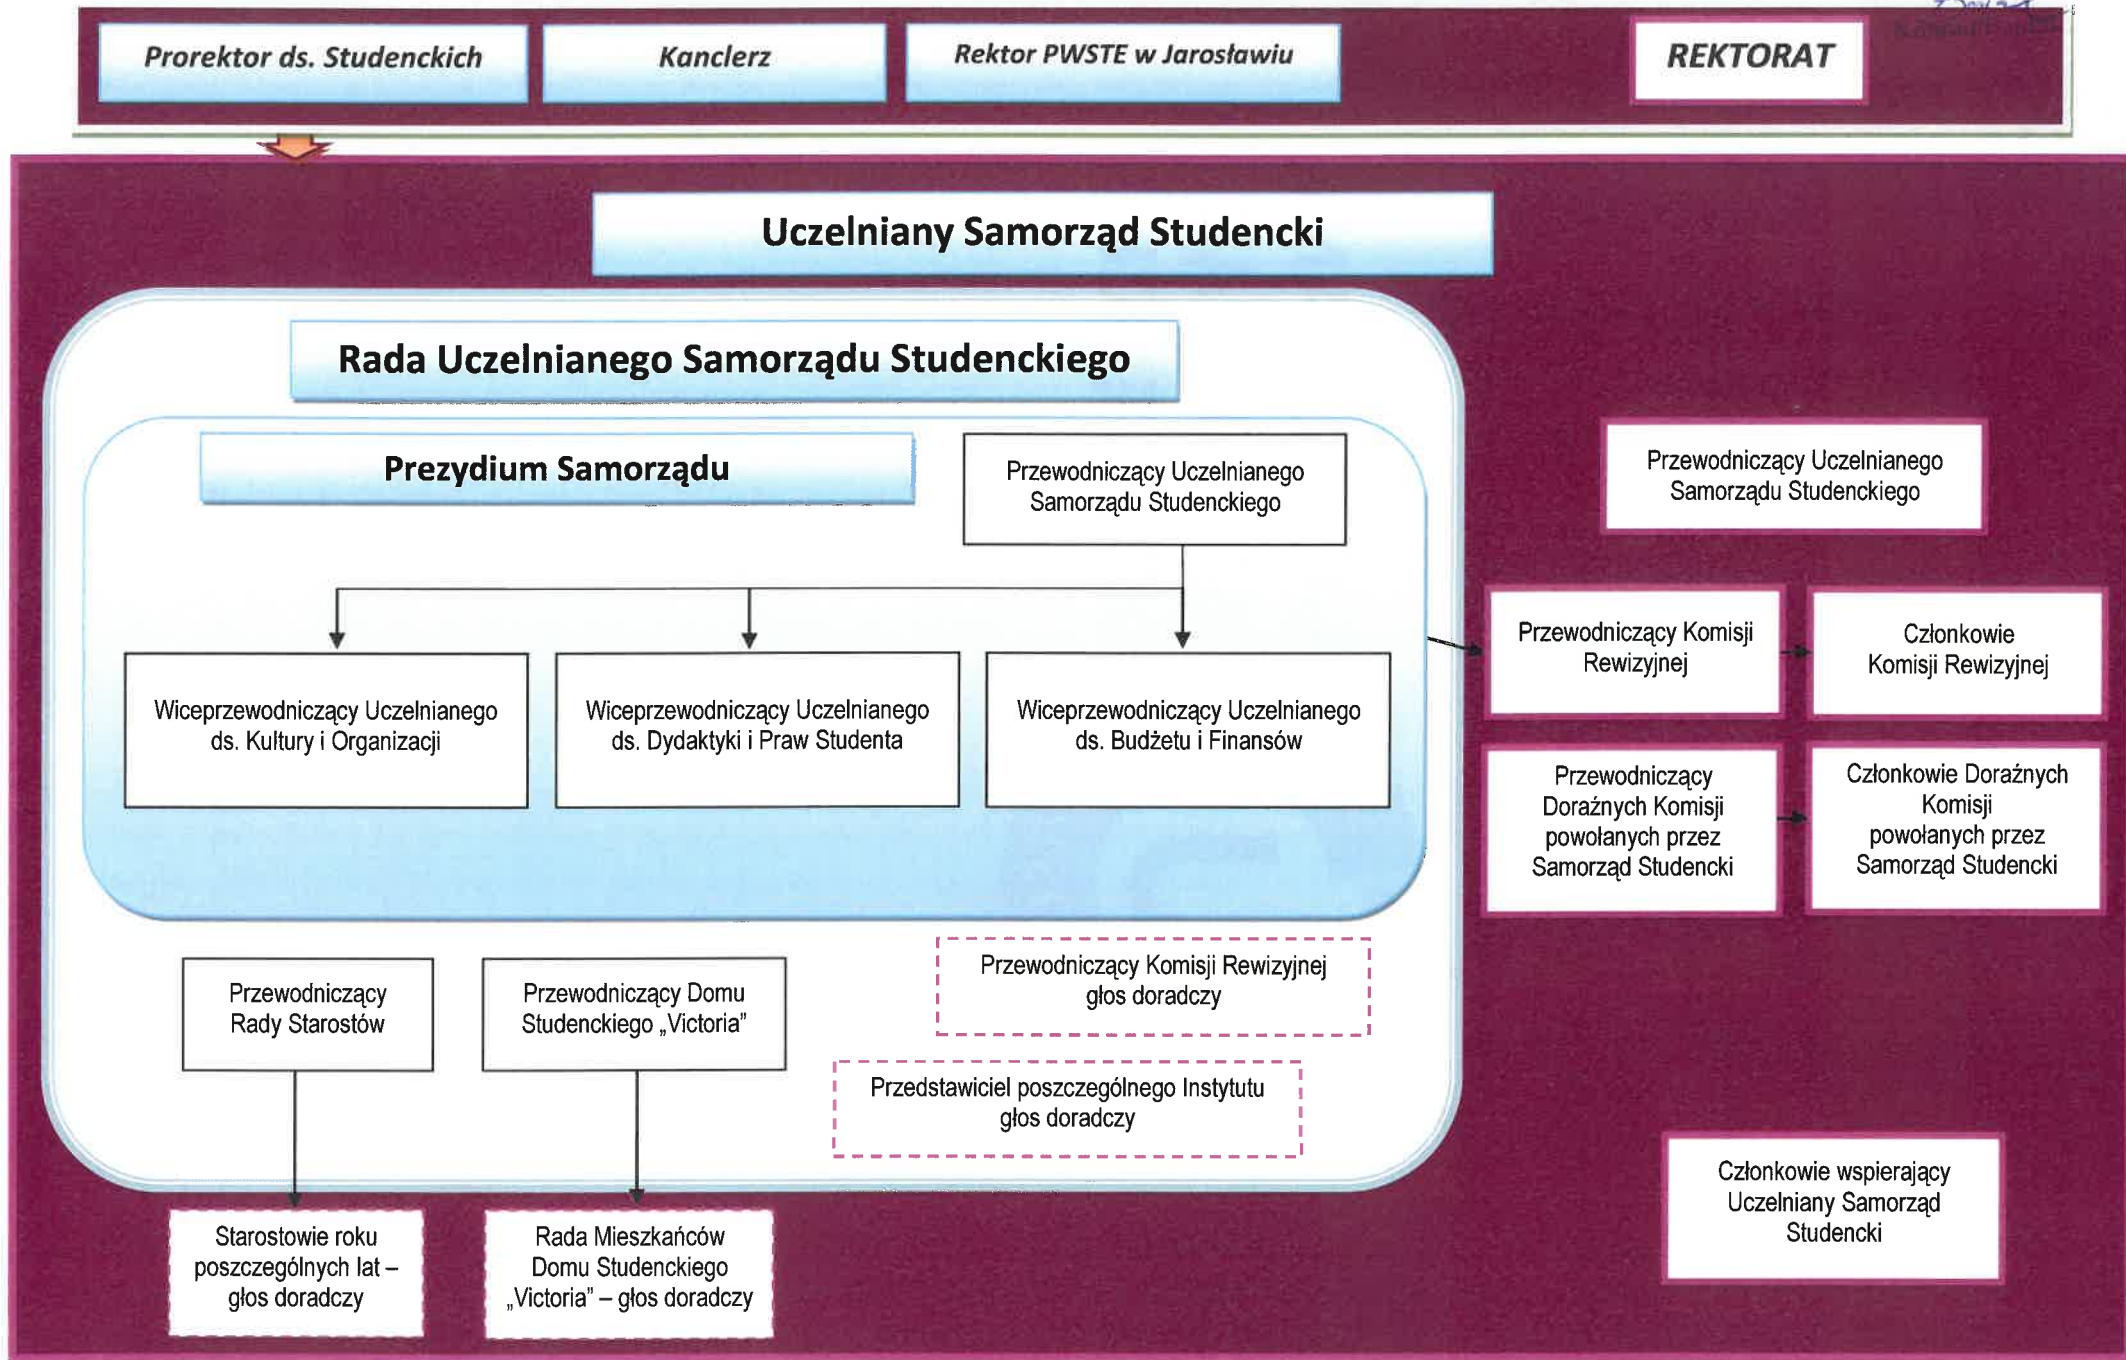 Prorektor ds. Studenckich
Kanclerz
Rektor PWSTE w Jarosławiu
REKTORAT
Uczelniany Samorząd Studencki
Rada Uczelnianego Samorządu Studenckiego
Prezydium Samorządu
Przewodniczący Uczelnianego
Samorządu Studenckiego
Przewodniczący Uczelnianego
Samorządu Studenckiego
Wiceprzewodniczący Uczelnianego
ds. Kultury i Organizacji
Wiceprzewodniczący Uczelnianego
ds. Dydaktyki i Praw Studenta
Wiceprzewodniczący Uczelnianego
ds. Budżetu i Finansów
Przewodniczący Komisji
Rewizyjnej
Członkowie
Komisji Rewizyjnej
Przewodniczący
Doraźnych Komisji
powołanych przez
Samorząd Studencki
Członkowie Doraźnych
Komisji
powołanych przez
Samorząd Studencki
Przewodniczący
Rady Starostów
Przewodniczący Domu
Studenckiego „Victoria”
Przewodniczący Komisji Rewizyjnej
głos doradczy
Przedstawiciel poszczególnego Instytutu
głos doradczy
Starostowie roku
poszczególnych lat –
głos doradczy
Rada Mieszkańców
Domu Studenckiego
„Victoria” – głos doradczy
Członkowie wspierający
Uczelniany Samorząd
Studencki